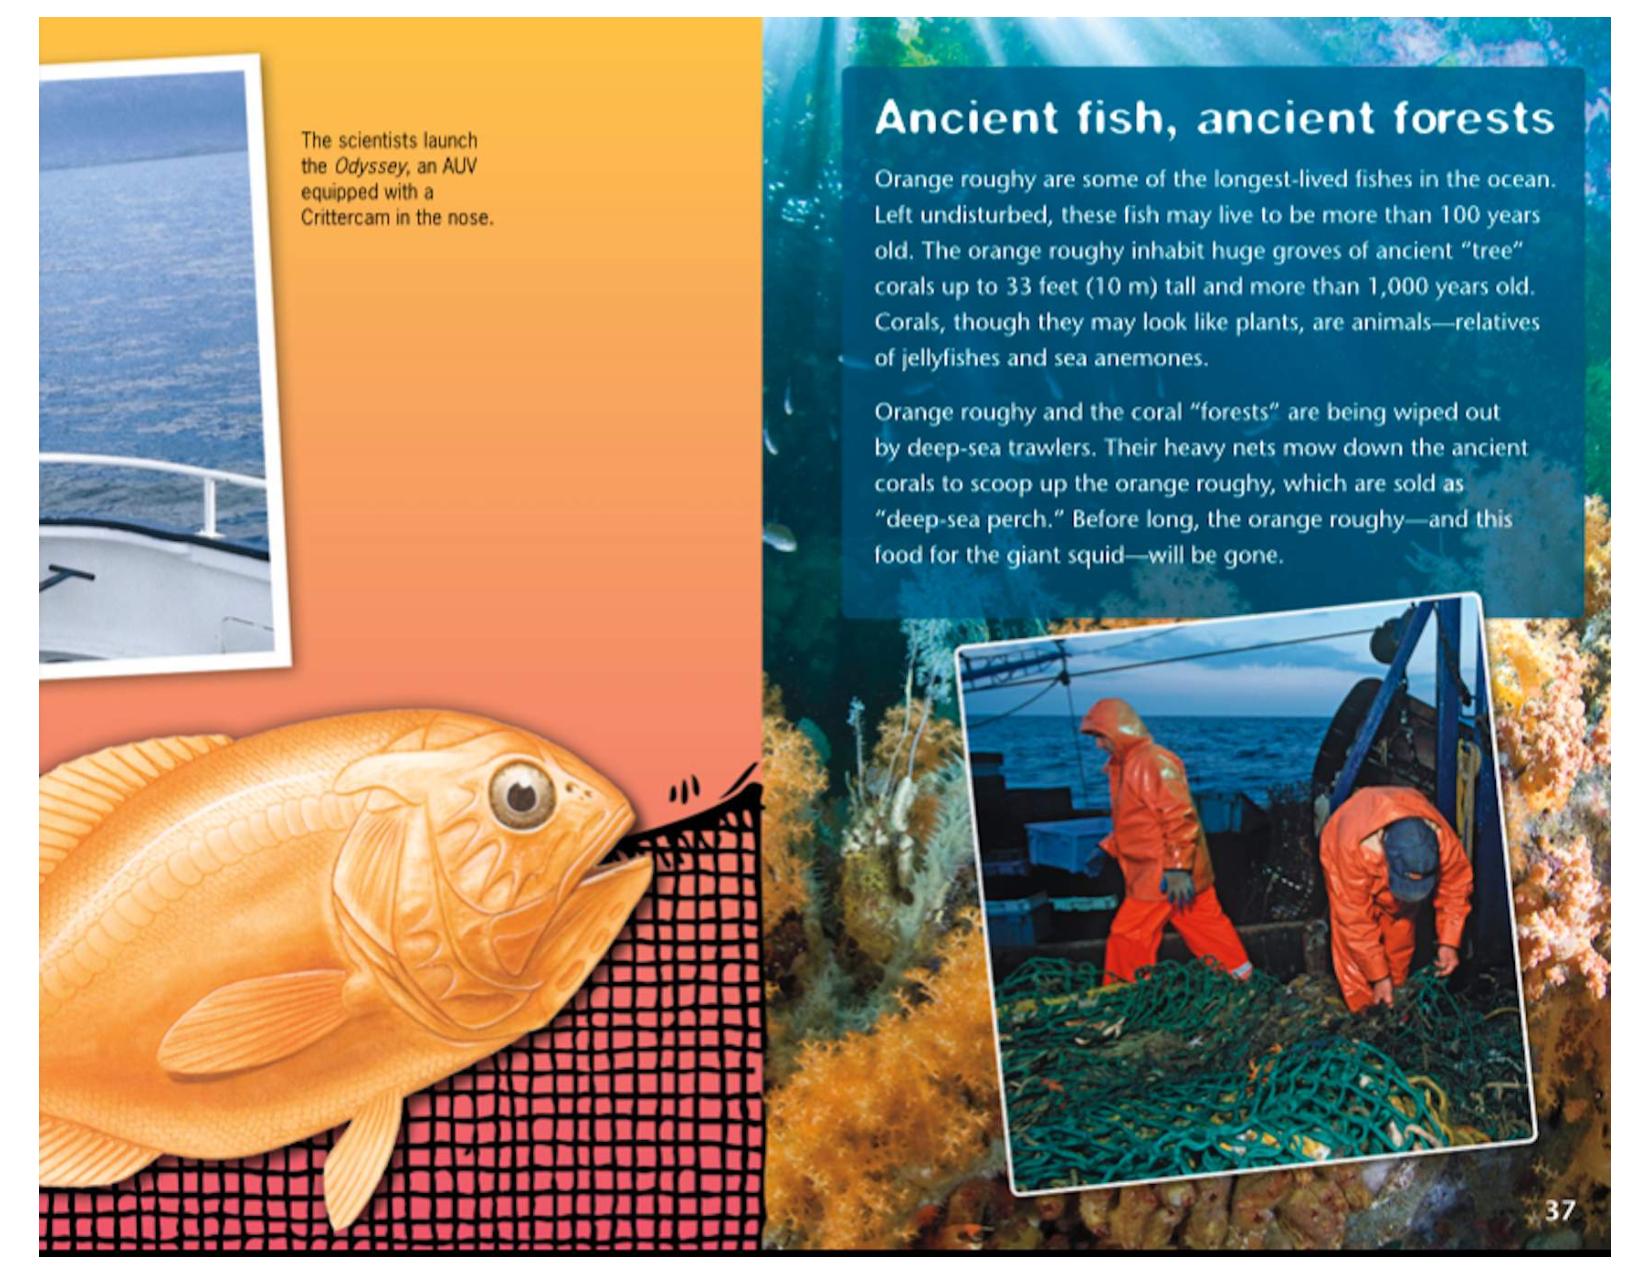 The scientists launch
the Odyssey, an AUV
equipped with a
Crittercam in the nose.
Ancient fish, ancient forests
Orange roughy are some of the longest-lived fishes in the ocean.
Left undisturbed, these fish may live to be more than 100 years
old. The orange roughy inhabit huge groves of ancient “tree”
corals up to 33 feet (10 m) tall and more than 1,000 years old.
Corals, though they may look like plants, are animals—relatives
of jellyfishes and sea anemones.
Orange roughy and the coral “forests” are being wiped out
by deep-sea trawlers. Their heavy nets mow down the ancient
corals to scoop up the orange roughy, which are sold as
“deep-sea perch.” Before long, the orange roughy—and this
food for the giant squid—will be gone.
37